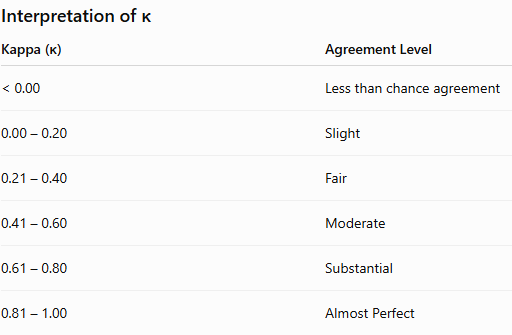 Interpretation of κ
Kappa (κ) Agreement Level
< 0.00 Less than chance agreement
0.00 – 0.20 Slight
0.21 – 0.40 Fair
0.41 – 0.60 Moderate
0.61 – 0.80 Substantial
0.81 – 1.00 Almost Perfect